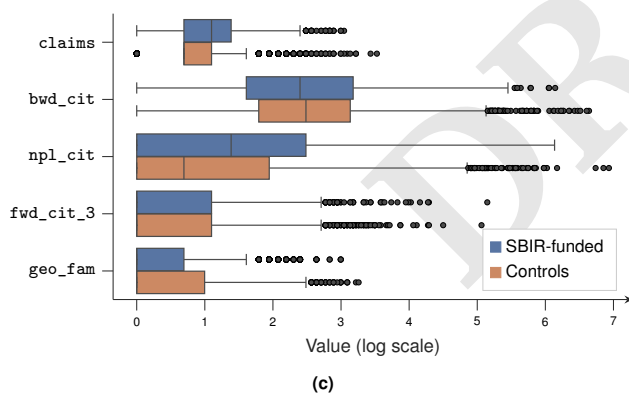 claims
bwd_cit
npl_cit
fwd_cit_3
geo_fam
SBIR-funded
Controls
0 1 2 3 4 5 6 7
Value (log scale)
(c)
DR